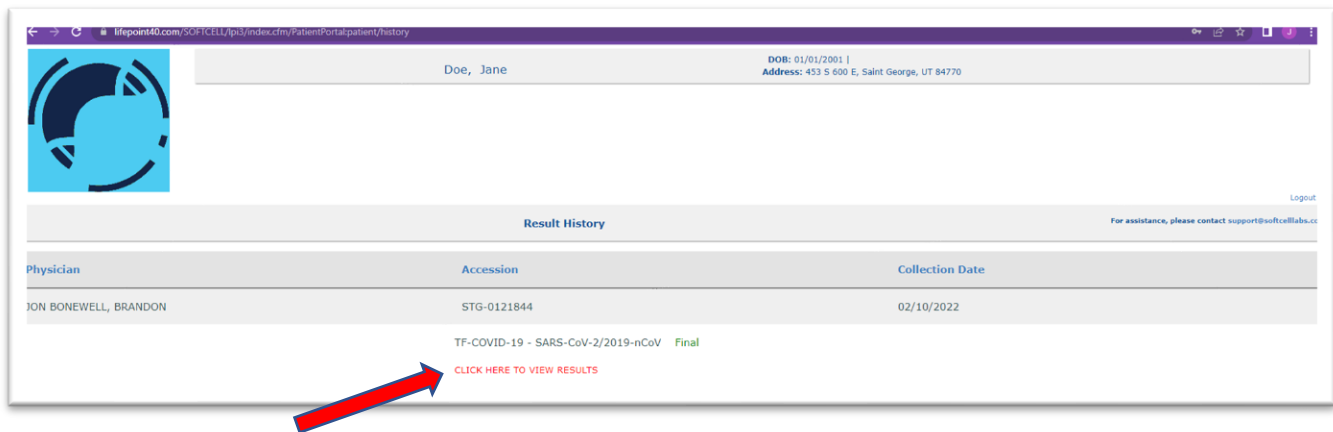 lifepoint40.com/SOFTCELL/lpi3/index.cfm/PatientPortal:patient/history
J
Doe, Jane
DOB: 01/01/2001 |
Address: 453 S 600 E, Saint George, UT 84770
Logout
Result History
For assistance, please contact support@softcelllabs.cc
Physician Accession Collection Date
JON BONEWELL, BRANDON STG-0121844 02/10/2022
TF-COVID-19 - SARS-CoV-2/2019-nCoV Final
CLICK HERE TO VIEW RESULTS